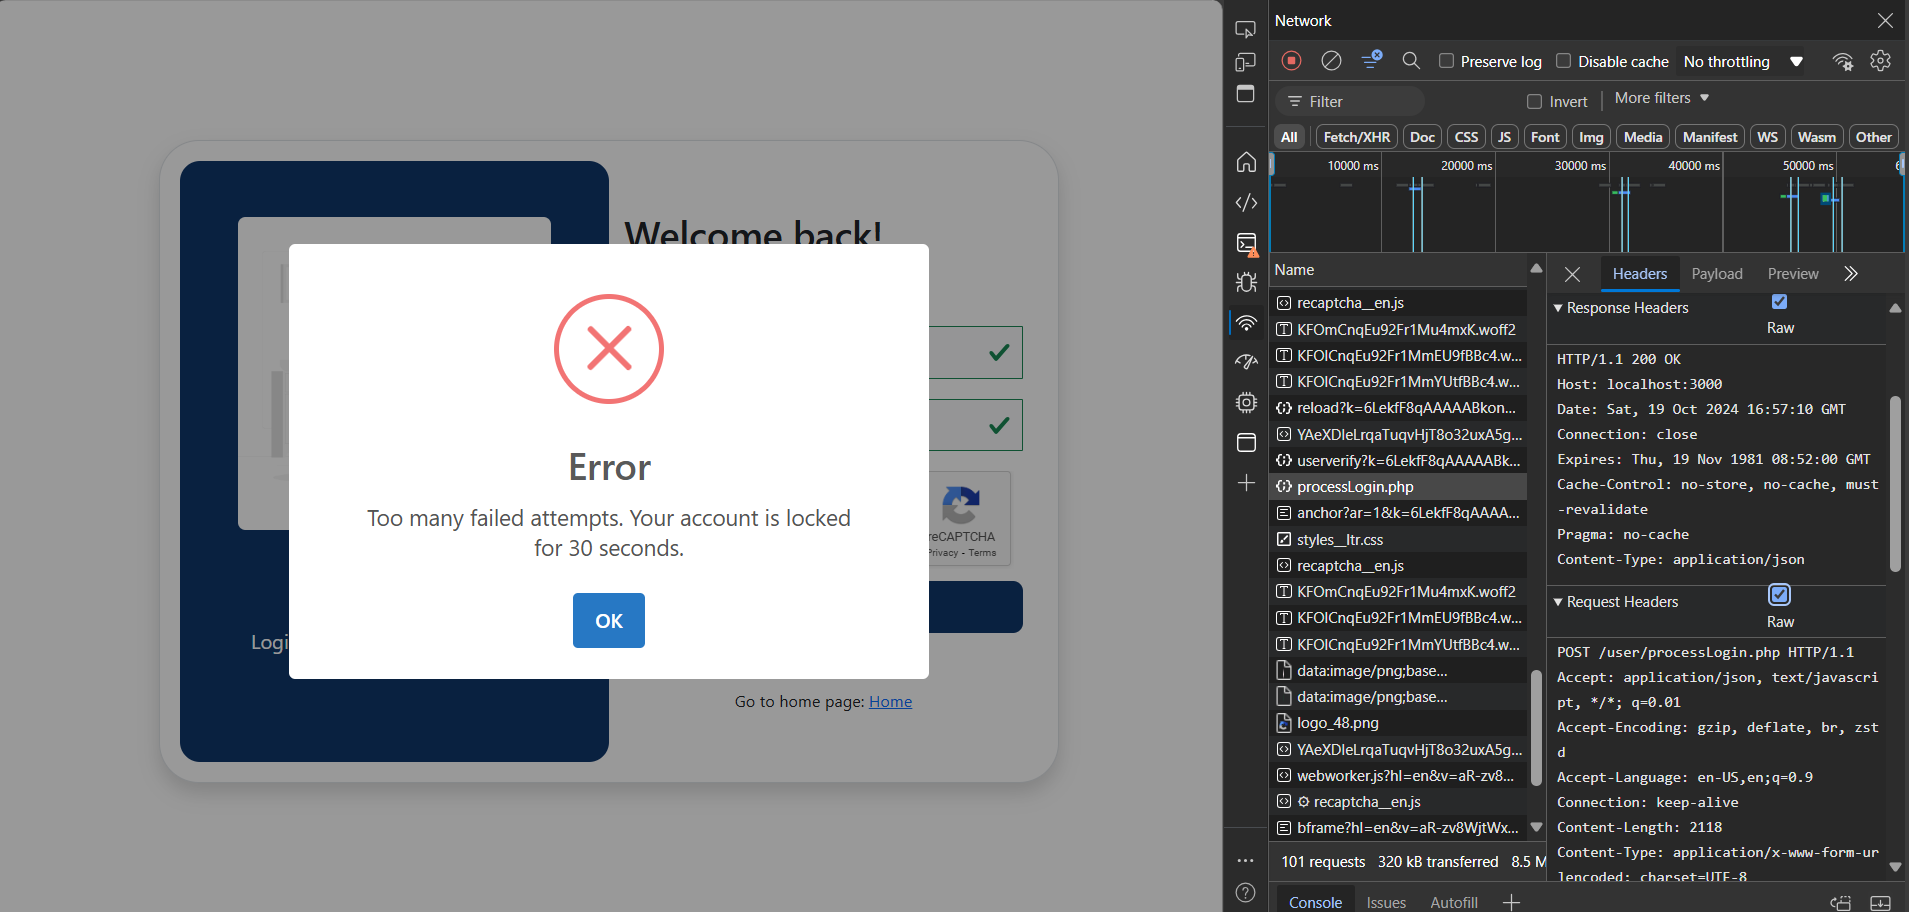 Welcome back!
Error
Too many failed attempts. Your account is locked
for 30 seconds.
OK
reCAPTCHA
Privacy - Terms
Logi
Go to home page: Home
Network
Preserve log
Disable cache
No throttling
Filter
Invert
More filters
All
Fetch/XHR
Doc
CSS
JS
Font
Img
Media
Manifest
WS
Wasm
Other
10000 ms
20000 ms
30000 ms
40000 ms
50000 ms
6
Name
recaptcha__en.js
KFOmCnqEu92Fr1Mu4mxK.woff2
KFOlCnqEu92Fr1MmEU9fBBc4.w...
KFOlCnqEu92Fr1MmYUtfBBc4.w...
reload?k=6LekfF8qAAAAABkon...
YAeXDIeLrqaTuqvHjT8o32uxA5g...
userverify?k=6LekfF8qAAAAABk...
processLogin.php
anchor?ar=1&k=6LekfF8qAAAA...
styles__ltr.css
recaptcha__en.js
KFOmCnqEu92Fr1Mu4mxK.woff2
KFOlCnqEu92Fr1MmEU9fBBc4.w...
KFOlCnqEu92Fr1MmYUtfBBc4.w...
data:image/png;base...
data:image/png;base...
logo_48.png
YAeXDIeLrqaTuqvHjT8o32uxA5g...
webworker.js?hl=en&v=aR-zv8...
recaptcha__en.js
bframe?hl=en&v=aR-zv8WjtWx...
101 requests
320 kB transferred
8.5 M
Headers
Payload
Preview
Response Headers
Raw
HTTP/1.1 200 OK
Host: localhost:3000
Date: Sat, 19 Oct 2024 16:57:10 GMT
Connection: close
Expires: Thu, 19 Nov 1981 08:52:00 GMT
Cache-Control: no-store, no-cache, must
-revalidate
Pragma: no-cache
Content-Type: application/json
Request Headers
Raw
POST /user/processLogin.php HTTP/1.1
Accept: application/json, text/javascri
pt, */*; q=0.01
Accept-Encoding: gzip, deflate, br, zst
d
Accept-Language: en-US,en;q=0.9
Connection: keep-alive
Content-Length: 2118
Content-Type: application/x-www-form-ur
lencoded; charset=UTF-8
Console
Issues
Autofill